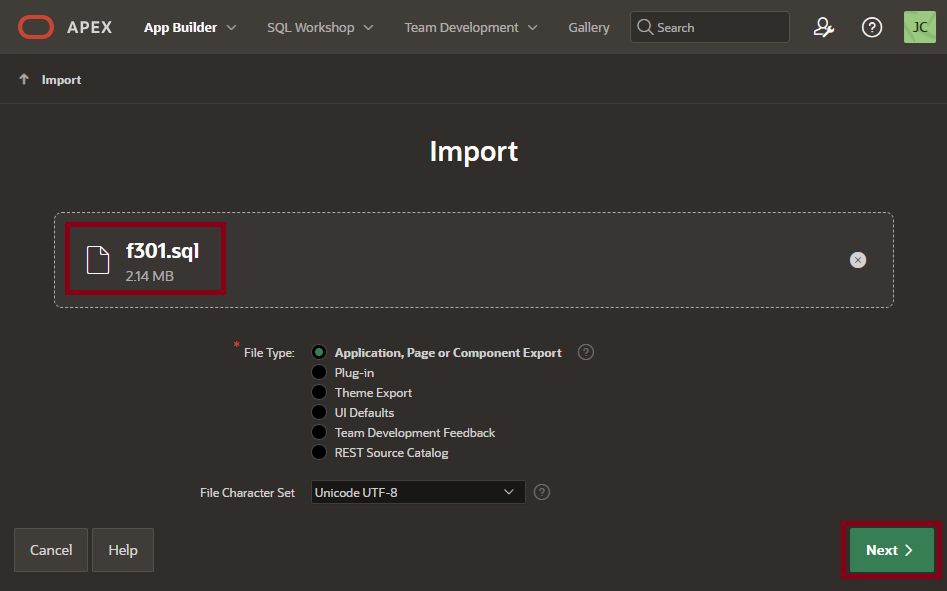 APEX App Builder SQL Workshop Team Development Gallery Search ? JC
Import
Import
f301.sql
2.14 MB
* File Type: Application, Page or Component Export ?
Plug-in
Theme Export
UI Defaults
Team Development Feedback
REST Source Catalog
File Character Set Unicode UTF-8 ?
Cancel Help Next